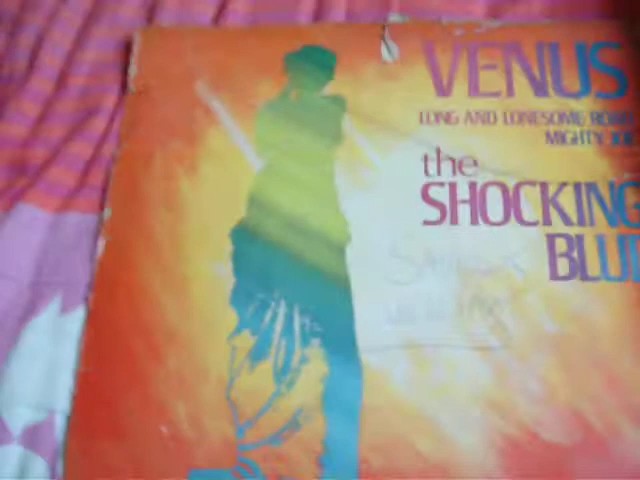 VENUS
LONG AND LONESOME ROAD
MIGHTY JOE
the
SHOCKING
BLUE